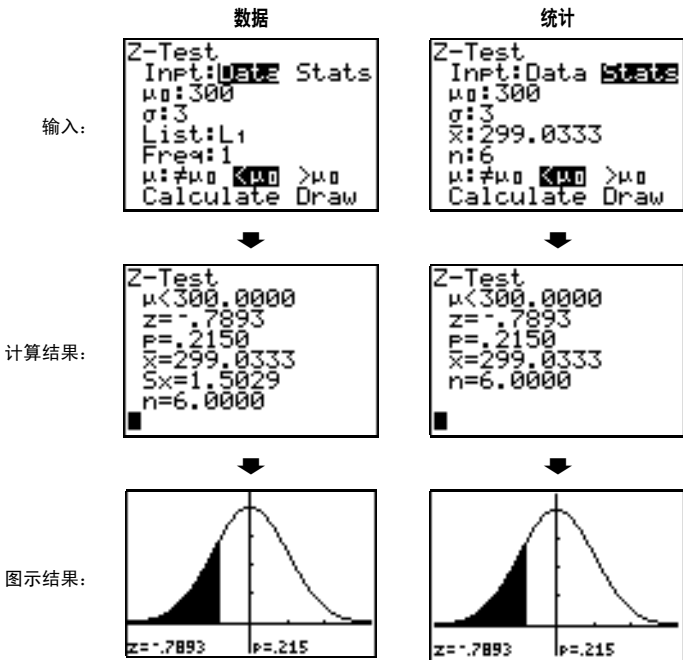 数据
统计
输入:
Z-Test
Inpt:Data Stats
μ0:300
σ:3
List:L1
Freq:1
μ:≠μ0 <μ0 >μ0
Calculate Draw
Z-Test
Inpt:Data Stats
μ0:300
σ:3
x̄:299.0333
n:6
μ:≠μ0 <μ0 >μ0
Calculate Draw
计算结果:
Z-Test
μ<300.0000
z=-.7893
p=.2150
x̄=299.0333
Sx=1.5029
n=6.0000
Z-Test
μ<300.0000
z=-.7893
p=.2150
x̄=299.0333
n=6.0000
图示结果:
z=-.7893 p=.215
z=-.7893 p=.215